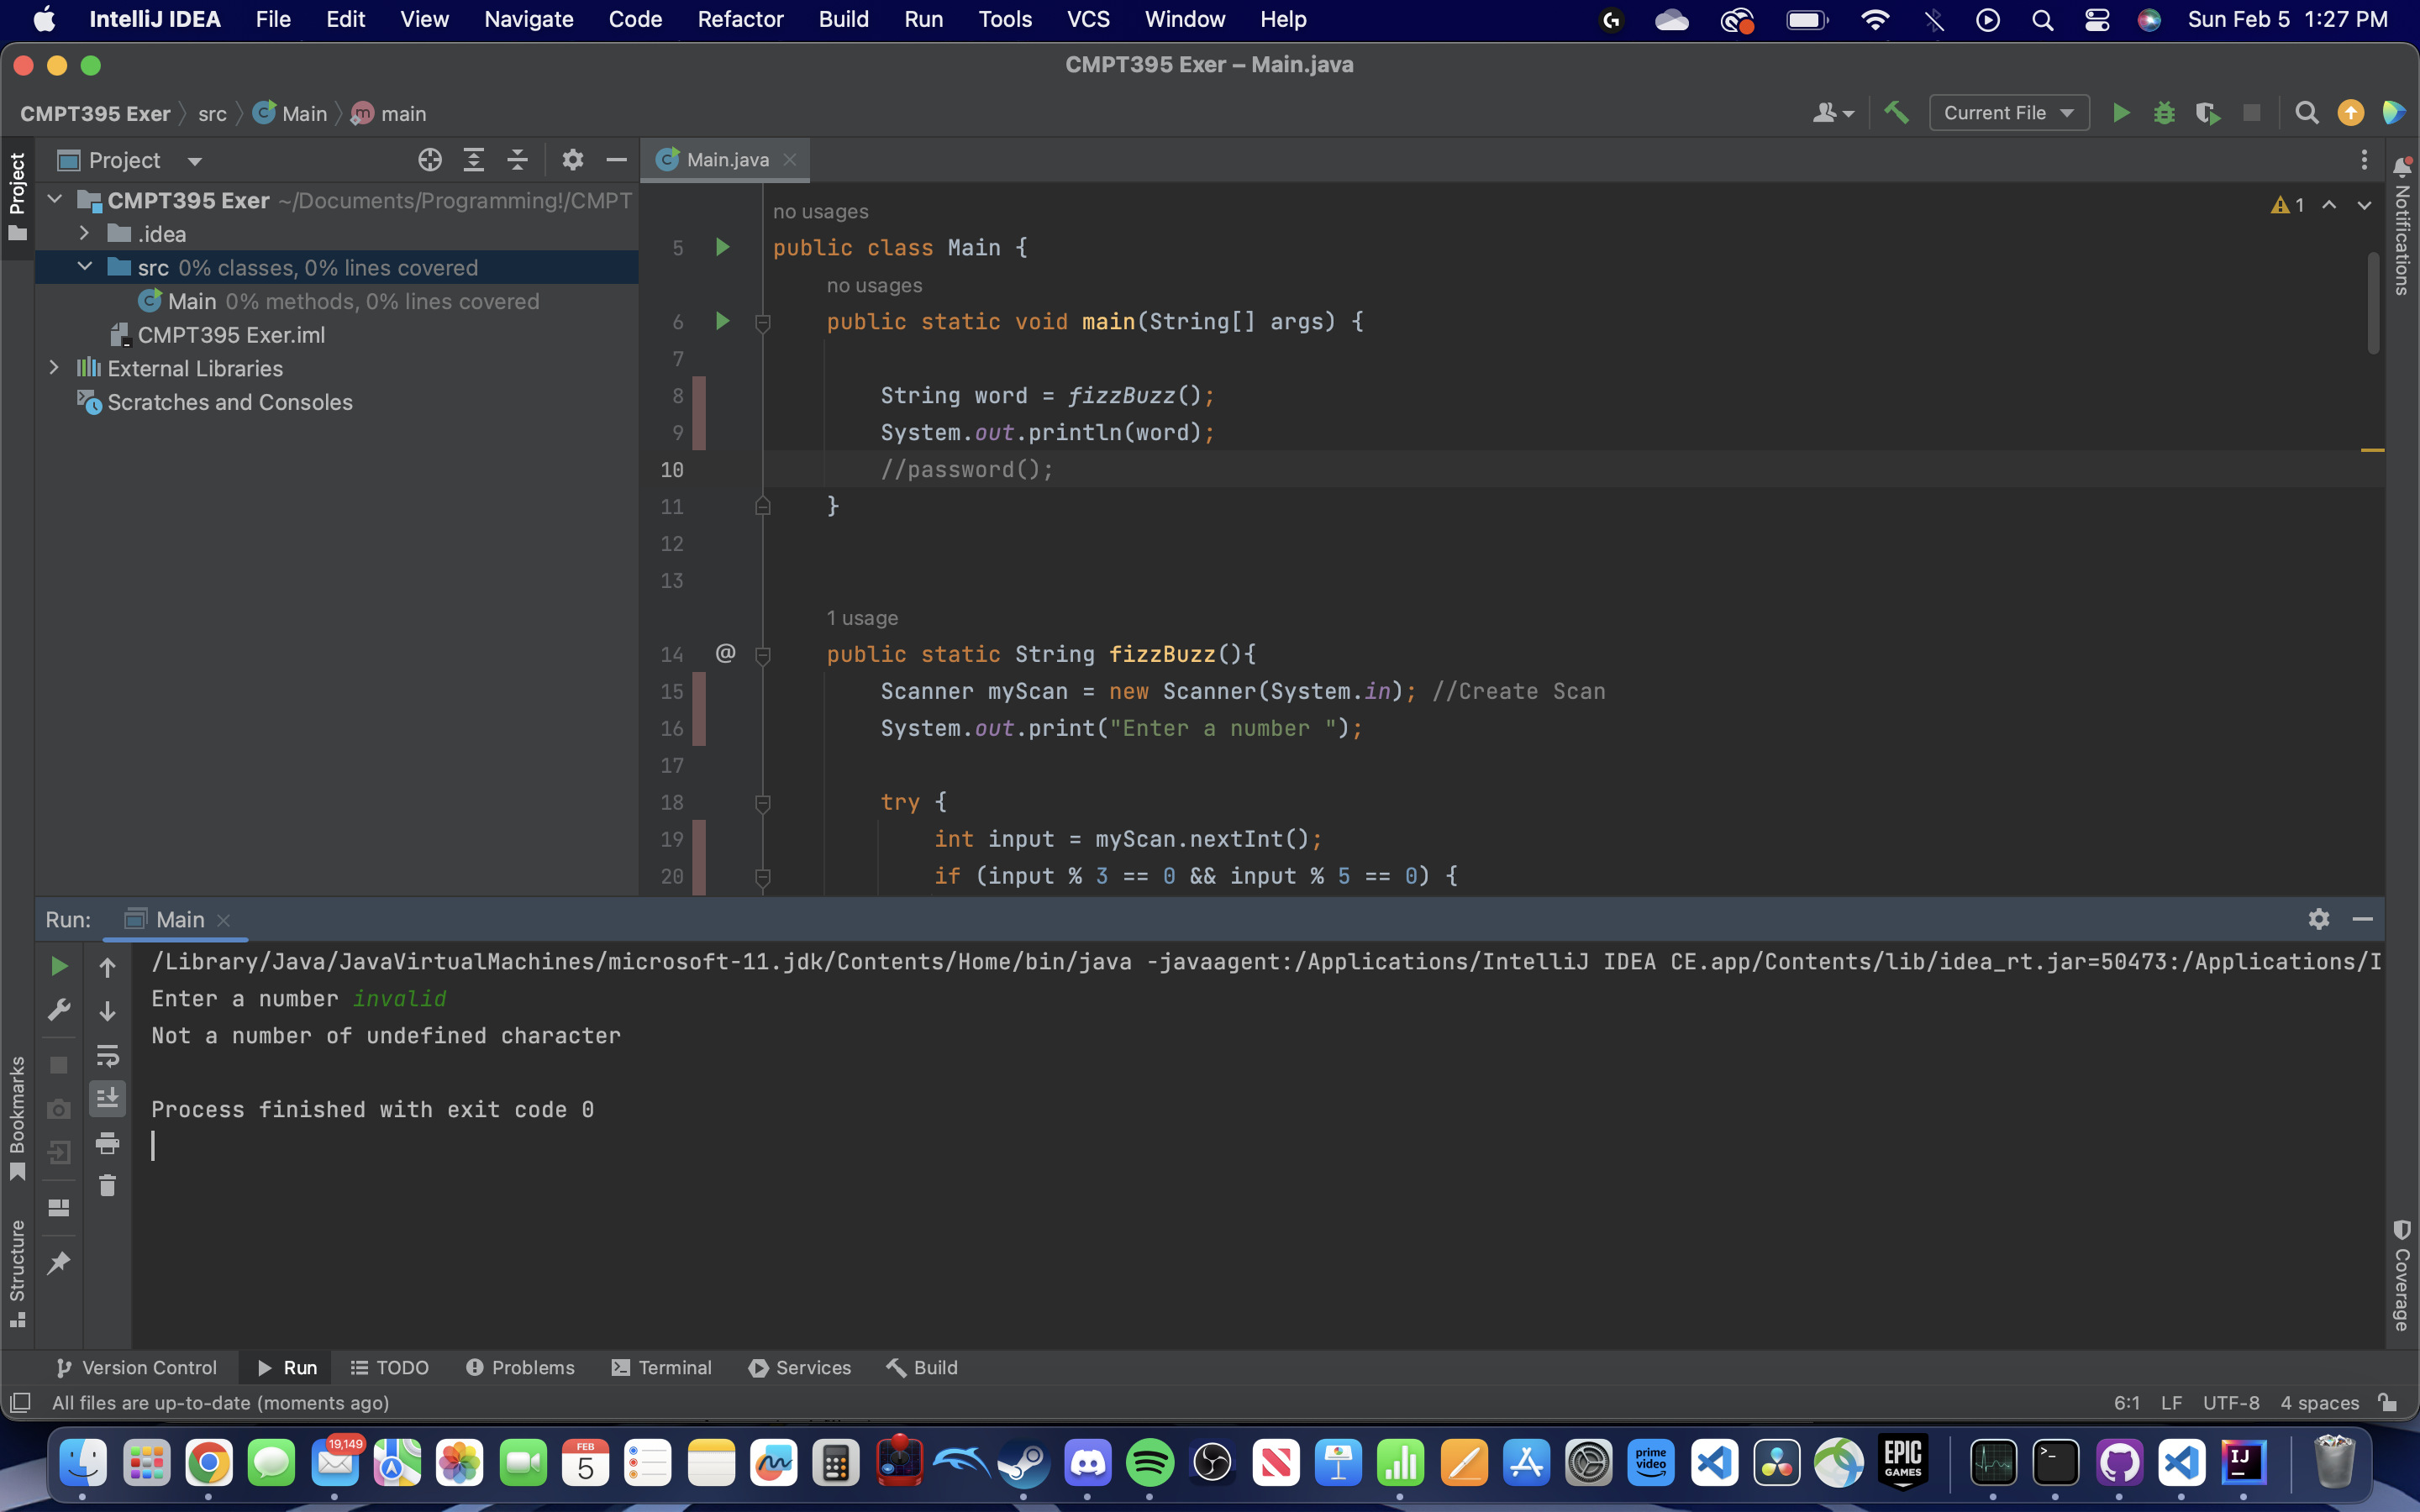 IntelliJ IDEA File Edit View Navigate Code Refactor Build Run Tools VCS Window Help Sun Feb 5 1:27 PM
CMPT395 Exer – Main.java
CMPT395 Exer src Main main Current File
Project
Project
Main.java
CMPT395 Exer ~/Documents/Programming!/CMPT
.idea
src 0% classes, 0% lines covered
Main 0% methods, 0% lines covered
CMPT395 Exer.iml
External Libraries
Scratches and Consoles
1
Notifications
no usages
5 public class Main {
no usages
6 public static void main(String[] args) {
7
8 String word = fizzBuzz();
9 System.out.println(word);
10 //password();
11 }
12
13
1 usage
14 @ public static String fizzBuzz(){
15 Scanner myScan = new Scanner(System.in); //Create Scan
16 System.out.print("Enter a number ");
17
18 try {
19 int input = myScan.nextInt();
20 if (input % 3 == 0 && input % 5 == 0) {
Run: Main
/Library/Java/JavaVirtualMachines/microsoft-11.jdk/Contents/Home/bin/java -javaagent:/Applications/IntelliJ IDEA CE.app/Contents/lib/idea_rt.jar=50473:/Applications/I
Enter a number invalid
Not a number of undefined character
Process finished with exit code 0
Bookmarks
Structure
Coverage
Version Control Run TODO Problems Terminal Services Build
All files are up-to-date (moments ago) 6:1 LF UTF-8 4 spaces
19,149
FEB
5
prime video
EPIC GAMES
IJ